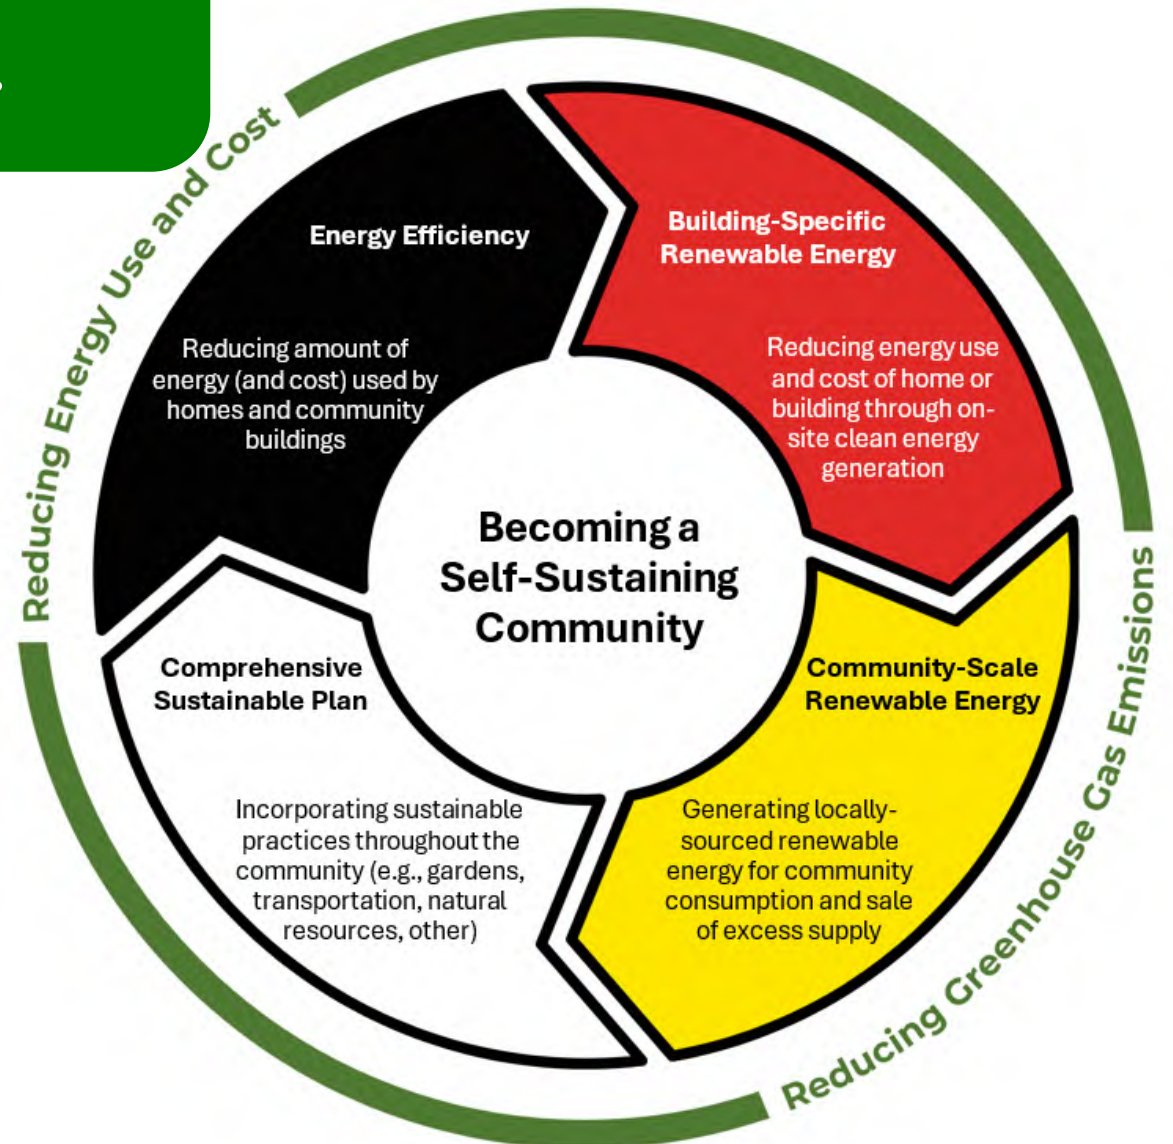 Reducing Energy Use and Cost
Energy Efficiency
Reducing amount of
energy (and cost) used by
homes and community
buildings
Building-Specific
Renewable Energy
Reducing energy use
and cost of home or
building through on-
site clean energy
generation
Becoming a
Self-Sustaining
Community
Comprehensive
Sustainable Plan
Incorporating sustainable
practices throughout the
community (e.g., gardens,
transportation, natural
resources, other)
Community-Scale
Renewable Energy
Generating locally-
sourced renewable
energy for community
consumption and sale
of excess supply
Reducing Greenhouse Gas Emissions